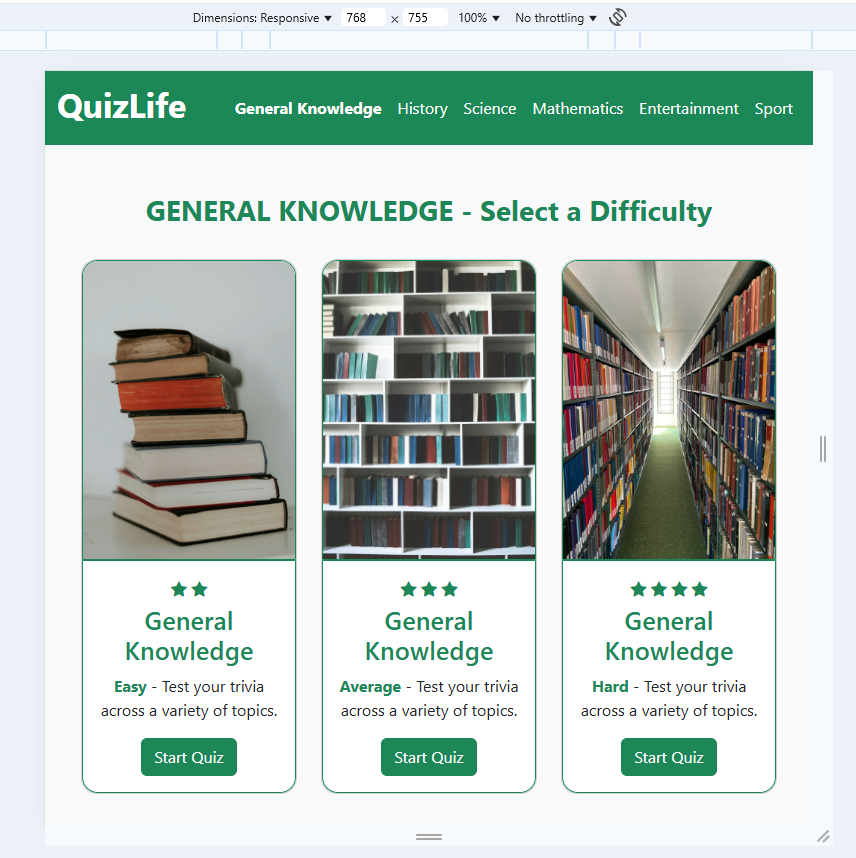 Dimensions: Responsive ▼ 768 x 755 100% ▼ No throttling ▼
QuizLife General Knowledge History Science Mathematics Entertainment Sport
GENERAL KNOWLEDGE - Select a Difficulty
General
Knowledge
Easy - Test your trivia
across a variety of topics.
Start Quiz
General
Knowledge
Average - Test your trivia
across a variety of topics.
Start Quiz
General
Knowledge
Hard - Test your trivia
across a variety of topics.
Start Quiz